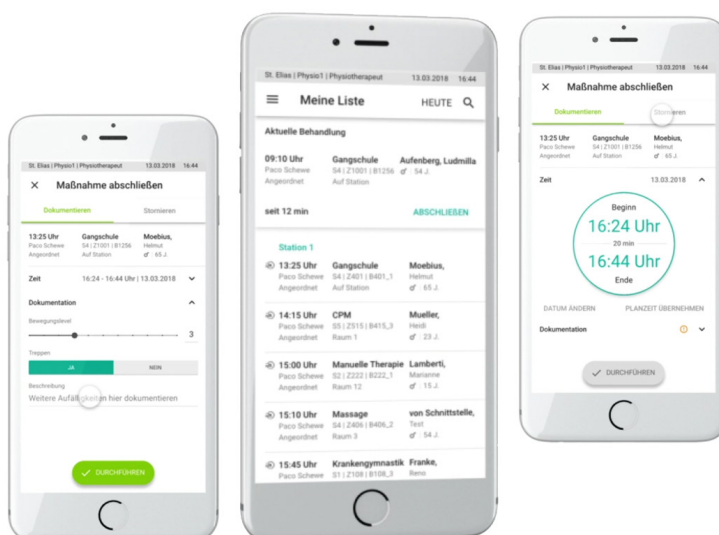 St. Elias | Physio1 | Physiotherapeut 13.03.2018 16:44
Maßnahme abschließen
Dokumentieren Stornieren
13:25 Uhr Gangschule Moebius,
Paco Schewe S4 | Z1001 | B1256 Helmut
Angeordnet Auf Station ♂ : 65 J.
Zeit 16:24 - 16:44 Uhr | 13.03.2018
Dokumentation
Bewegungslevel
3
Treppen
JA NEIN
Beschreibung
Weitere Aufälligkeiten hier dokumentieren
DURCHFÜHREN
St. Elias | Physio1 | Physiotherapeut 13.03.2018 16:44
Meine Liste HEUTE
Aktuelle Behandlung
09:10 Uhr Gangschule Aufenberg, Ludmilla
Paco Schewe S4 | Z1001 | B1256 ♂ : 54 J.
Angeordnet Auf Station
seit 12 min ABSCHLIEẞEN
Station 1
13:25 Uhr Gangschule Moebius,
Paco Schewe S4 | Z401 | B401_1 Helmut
Angeordnet Auf Station ♂ : 65 J.
14:15 Uhr CPM Mueller,
Paco Schewe S5 | Z515 | B415_3 Heidi
Angeordnet Raum 1 ♂ : 23 J.
15:00 Uhr Manuelle Therapie Lamberti,
Paco Schewe S2 | Z222 | B222_1 Marianne
Angeordnet Raum 12 ♂ : 15 J.
15:10 Uhr Massage von Schnittstelle,
Paco Schewe S4 | Z406 | B406_2 Text
Angeordnet Raum 3 ♂ : 54 J.
15:45 Uhr Krankengymnastik Franke,
Paco Schewe S1 | Z108 | B108_3 Reno
St. Elias | Physio1 | Physiotherapeut 13.03.2018 16:44
Maßnahme abschließen
Dokumentieren Stornieren
13:25 Uhr Gangschule Moebius,
Paco Schewe S4 | Z1001 | B1256 Helmut
Angeordnet Auf Station ♂ : 65 J.
Zeit 13.03.2018
Beginn
16:24 Uhr
20 min
16:44 Uhr
Ende
DATUM ÄNDERN PLANZEIT ÜBERNEHMEN
Dokumentation
DURCHFÜHREN